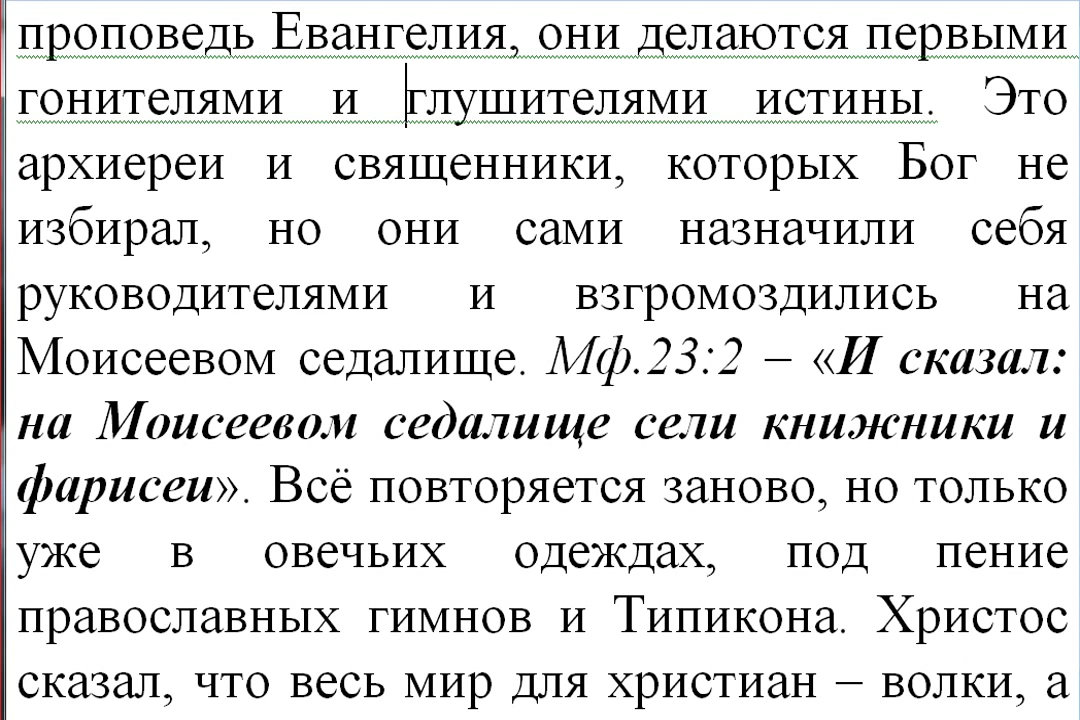 проповедь Евангелия, они делаются первыми
гонителями и глушителями истины. Это
архиереи и священники, которых Бог не
избирал, но они сами назначили себя
руководителями и взгромоздились на
Моисеевом седалище. Мф.23:2 – «И сказал:
на Моисеевом седалище сели книжники и
фарисеи». Всё повторяется заново, но только
уже в овечьих одеждах, под пение
православных гимнов и Типикона. Христос
сказал, что весь мир для христиан – волки, а